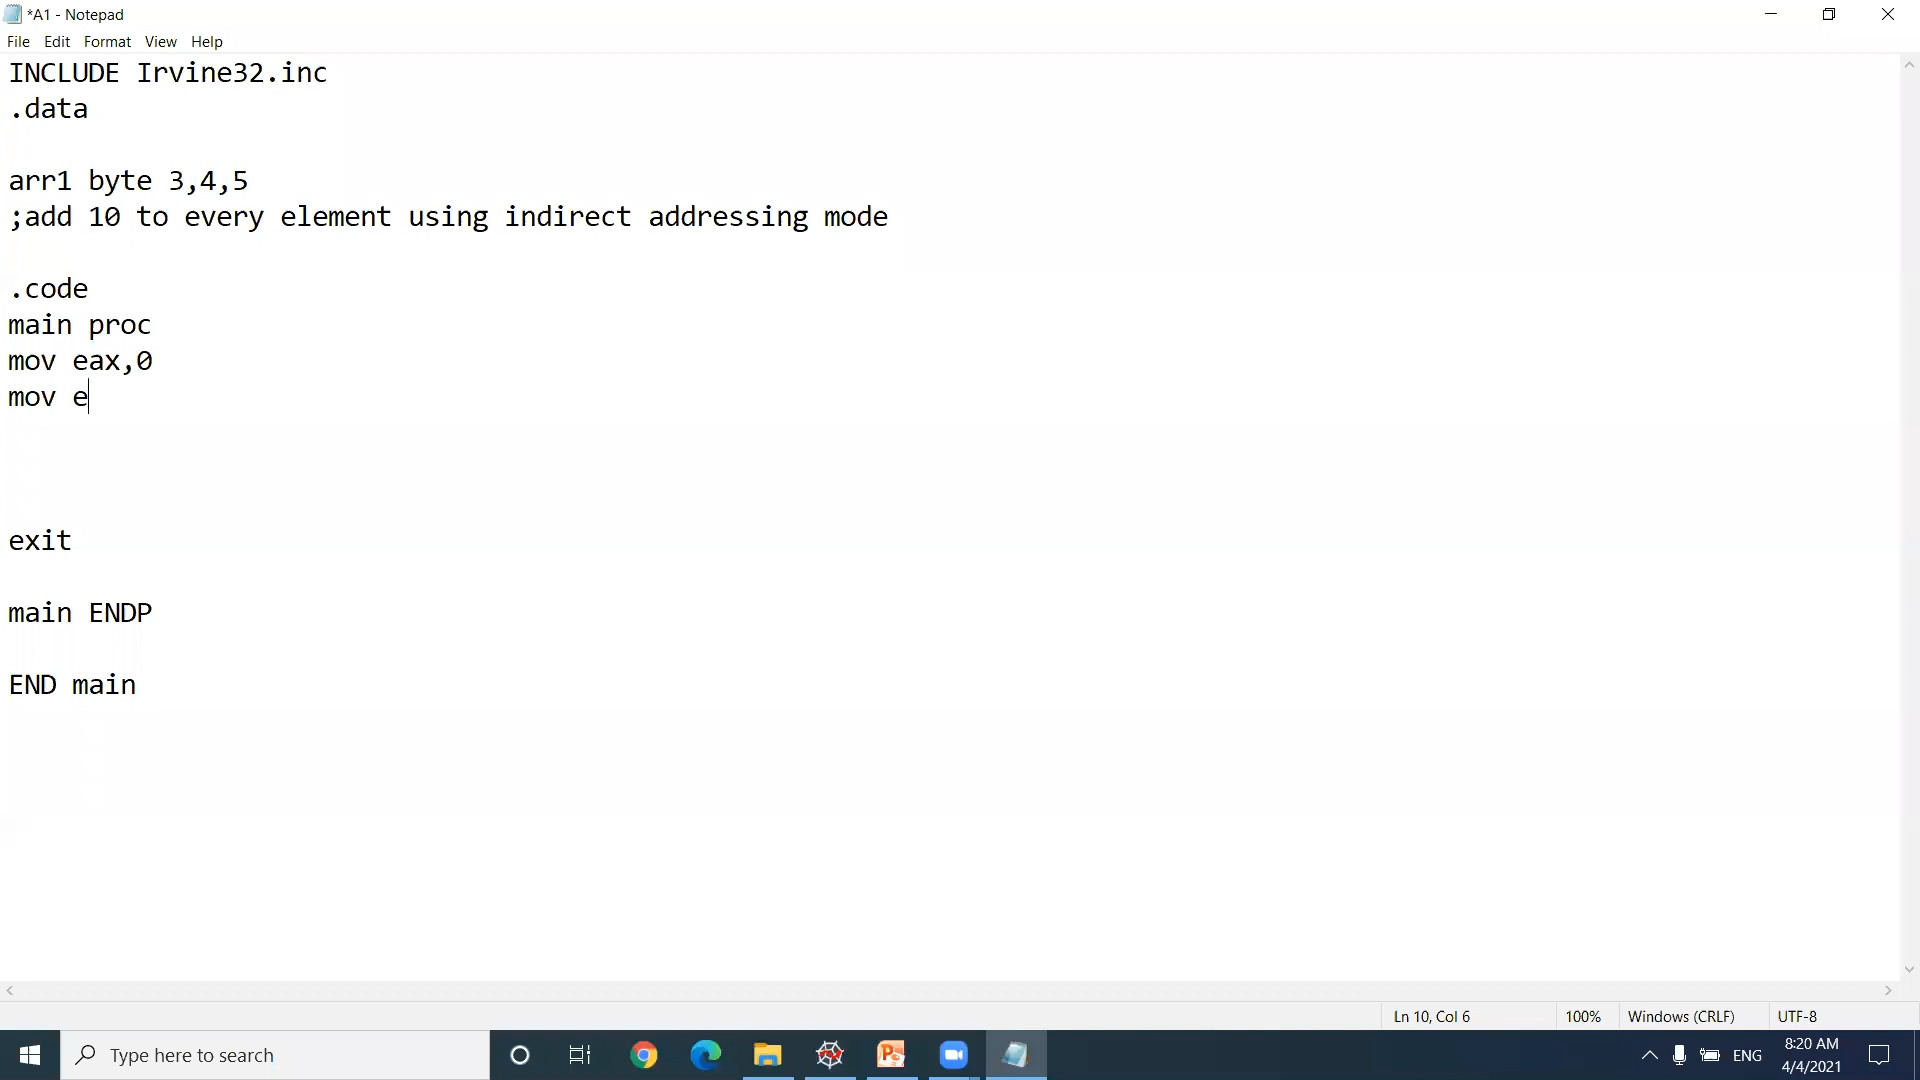 *A1 - Notepad
File Edit Format View Help
INCLUDE Irvine32.inc
.data
arr1 byte 3,4,5
;add 10 to every element using indirect addressing mode
.code
main proc
mov eax,0
mov e
exit
main ENDP
END main
Ln 10, Col 6 100% Windows (CRLF) UTF-8
Type here to search
ENG
8:20 AM
4/4/2021